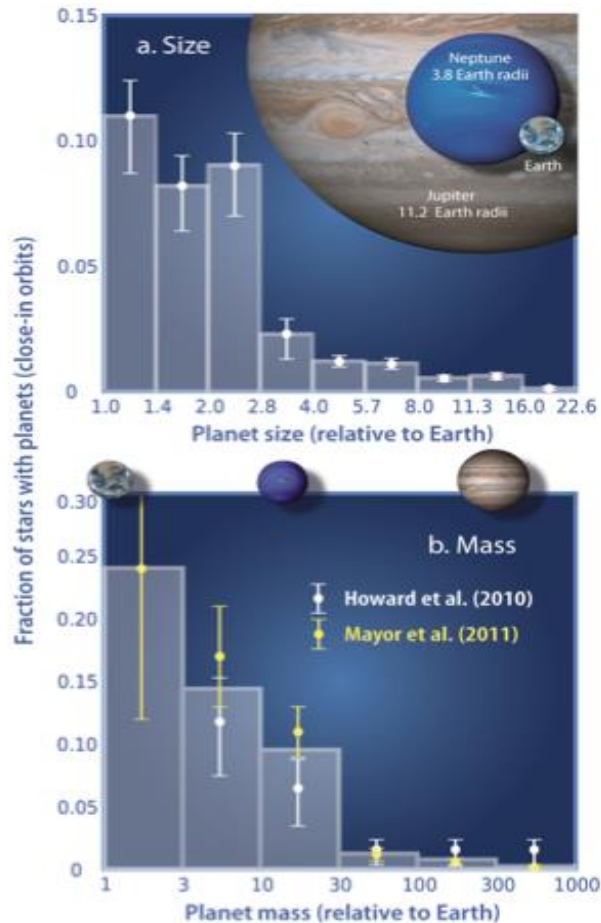 Fraction of stars with planets (close-in orbits)
0.15
0.10
0.05
0
a. Size
Neptune
3.8 Earth radii
Earth
Jupiter
11.2 Earth radii
1.0 1.4 2.0 2.8 4.0 5.7 8.0 11.3 16.0 22.6
Planet size (relative to Earth)
0.30
0.25
0.20
0.15
0.10
0.05
0
b. Mass
Howard et al. (2010)
Mayor et al. (2011)
1 3 10 30 100 300 1000
Planet mass (relative to Earth)